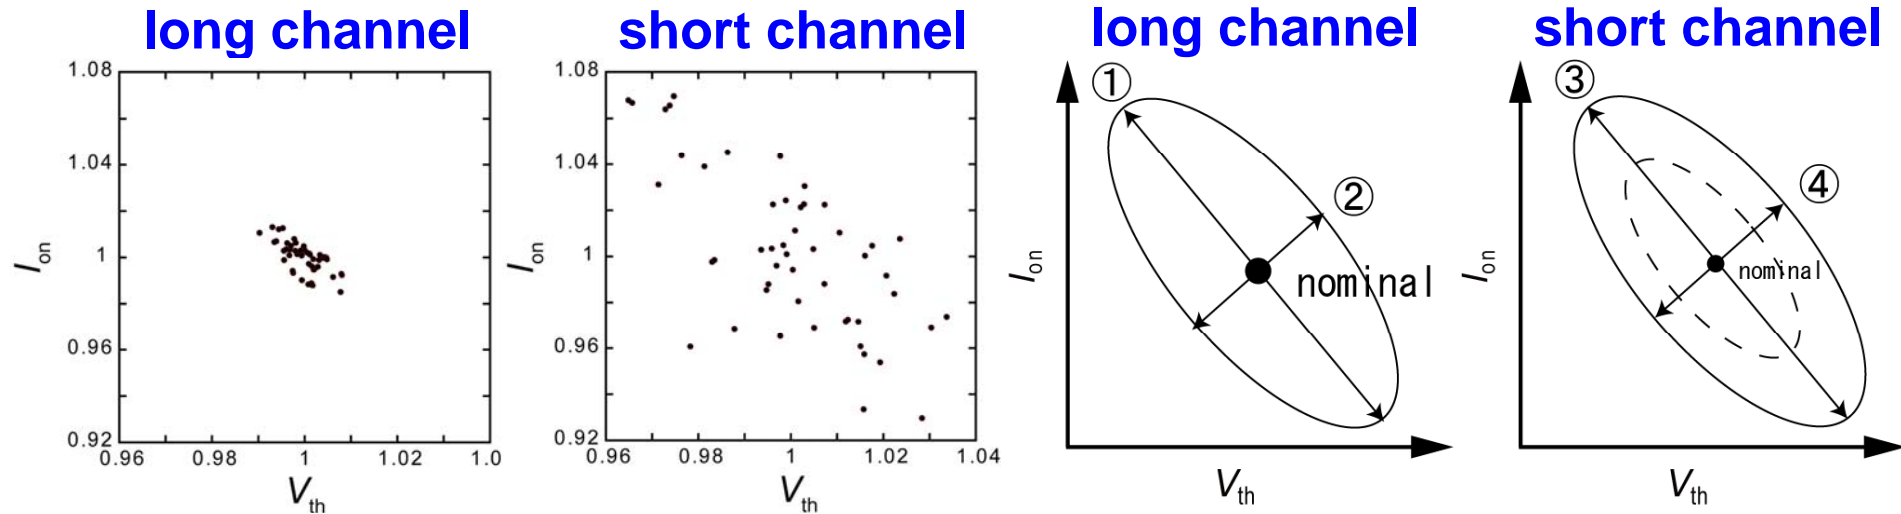 long channel
short channel
long channel
short channel
1.08
1.04
1
0.96
0.92
I on
0.96
0.98
1
1.02
1.0
V th
1.08
1.04
1
0.96
0.92
I on
0.96
0.98
1
1.02
1.04
V th
①
②
nominal
I on
V th
③
④
nominal
I on
V th